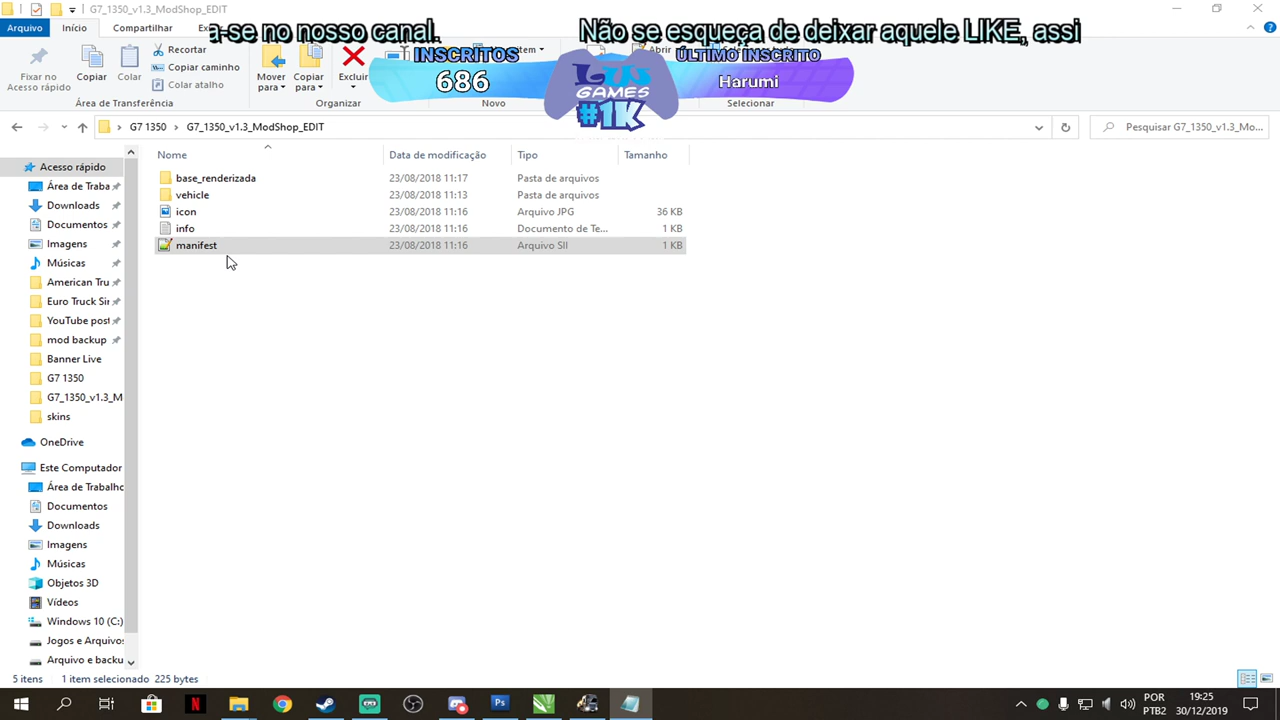 G7_1350_v1.3_ModShop_EDIT
Arquivo
Início
Compartilhar
a-se no nosso canal.
Não se esqueça de deixar aquele LIKE, assi
INSCRITOS
686
LUS
GAMES
#1K
ÚLTIMO INSCRITO
Harumi
Fixar no
Acesso rápido
Copiar
Colar
Recortar
Copiar caminho
Colar atalho
Área de Transferência
Mover
para
Copiar
para
Excluir
Organizar
Novo
Selecionar
G7 1350 > G7_1350_v1.3_ModShop_EDIT
Pesquisar G7_1350_v1.3_Mo...
Nome Data de modificação Tipo Tamanho
base_renderizada 23/08/2018 11:17 Pasta de arquivos
vehicle 23/08/2018 11:13 Pasta de arquivos
icon 23/08/2018 11:16 Arquivo JPG 36 KB
info 23/08/2018 11:16 Documento de Te... 1 KB
manifest 23/08/2018 11:16 Arquivo SII 1 KB
Acesso rápido
Área de Traba
Downloads
Documentos
Imagens
Músicas
American Tru
Euro Truck Sir
YouTube post
mod backup
Banner Live
G7 1350
G7_1350_v1.3_M
skins
OneDrive
Este Computador
Área de Trabalho
Documentos
Downloads
Imagens
Músicas
Objetos 3D
Vídeos
Windows 10 (C:)
Jogos e Arquivos
Arquivo e backu
5 itens 1 item selecionado 225 bytes
POR
PTB2
19:25
30/12/2019